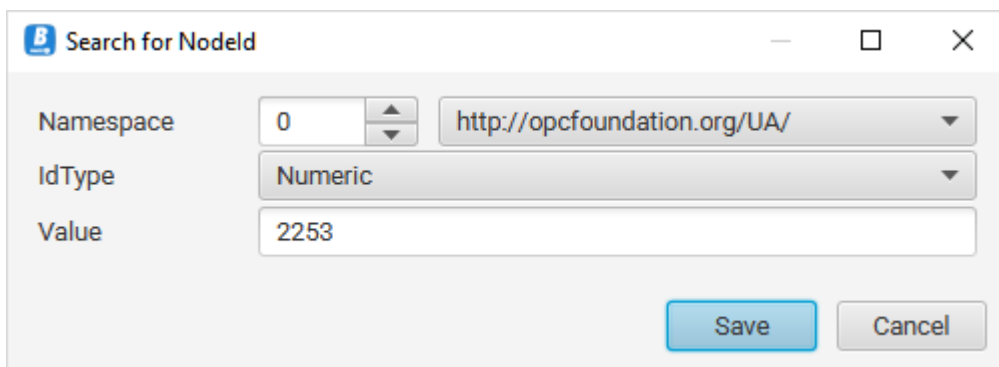 Search for NodeId
Namespace 0 http://opcfoundation.org/UA/
IdType Numeric
Value 2253
Save Cancel